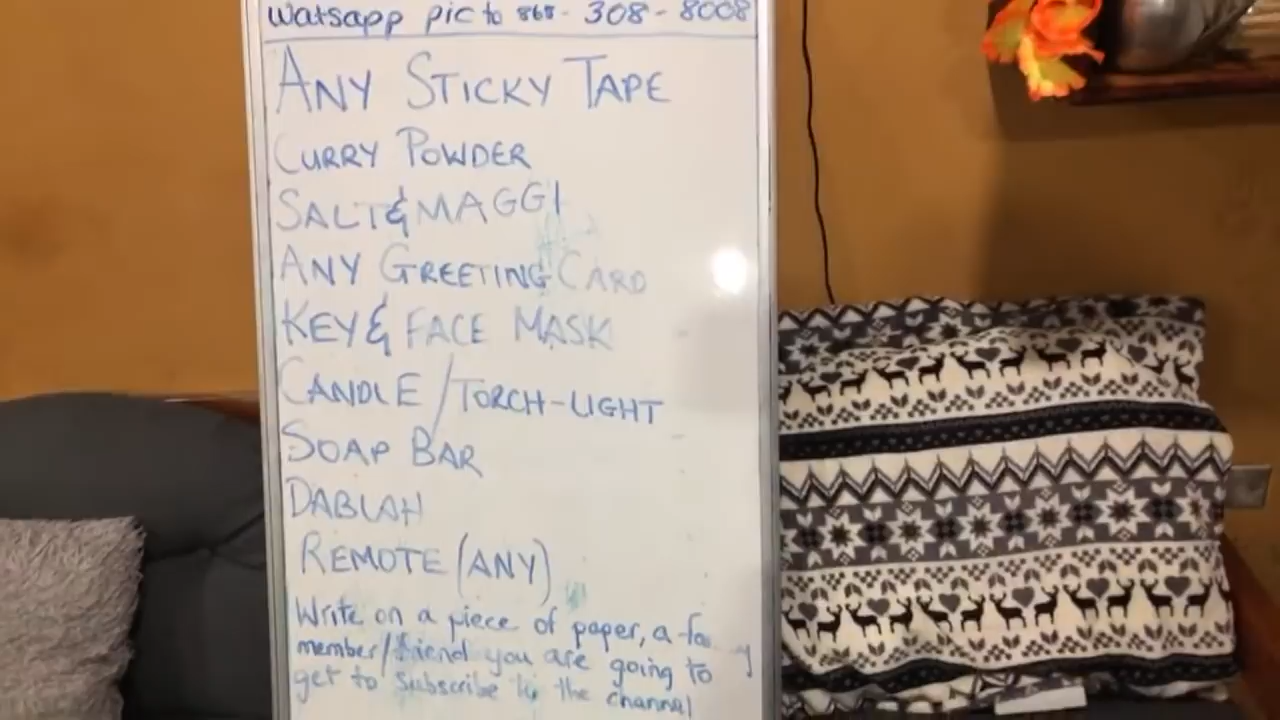 Watsapp pic to 868-308-8008
ANY STICKY TAPE
CURRY POWDER
SALT & MAGGI
ANY GREETING CARD
KEY & FACE MASK
CANDLE / TORCH-LIGHT
SOAP BAR
DABLAH
REMOTE (ANY)
Write on a piece of paper, a
member/friend you are going to
get to subscribe to the channel